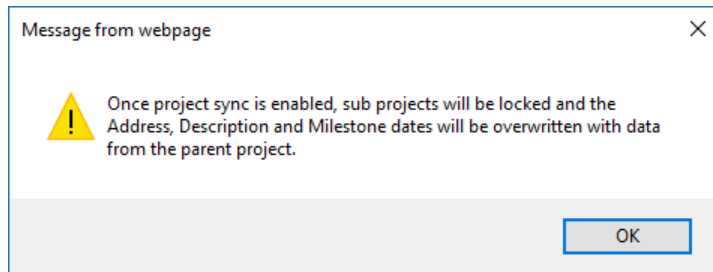 Message from webpage
Once project sync is enabled, sub projects will be locked and the
Address, Description and Milestone dates will be overwritten with data
from the parent project.
OK